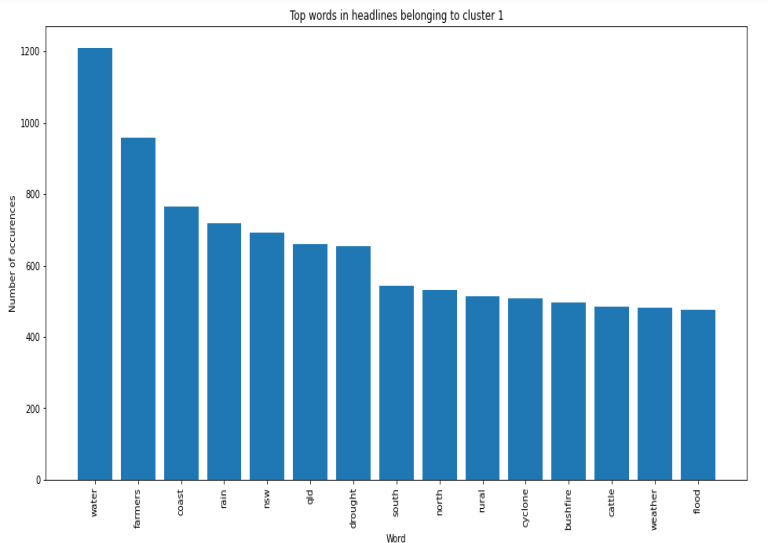 Top words in headlines belonging to cluster 1
Number of occurences
1200
1000
800
600
400
200
0
water
farmers
coast
rain
nsw
qld
drought
south
north
rural
cyclone
bushfire
cattle
weather
flood
Word